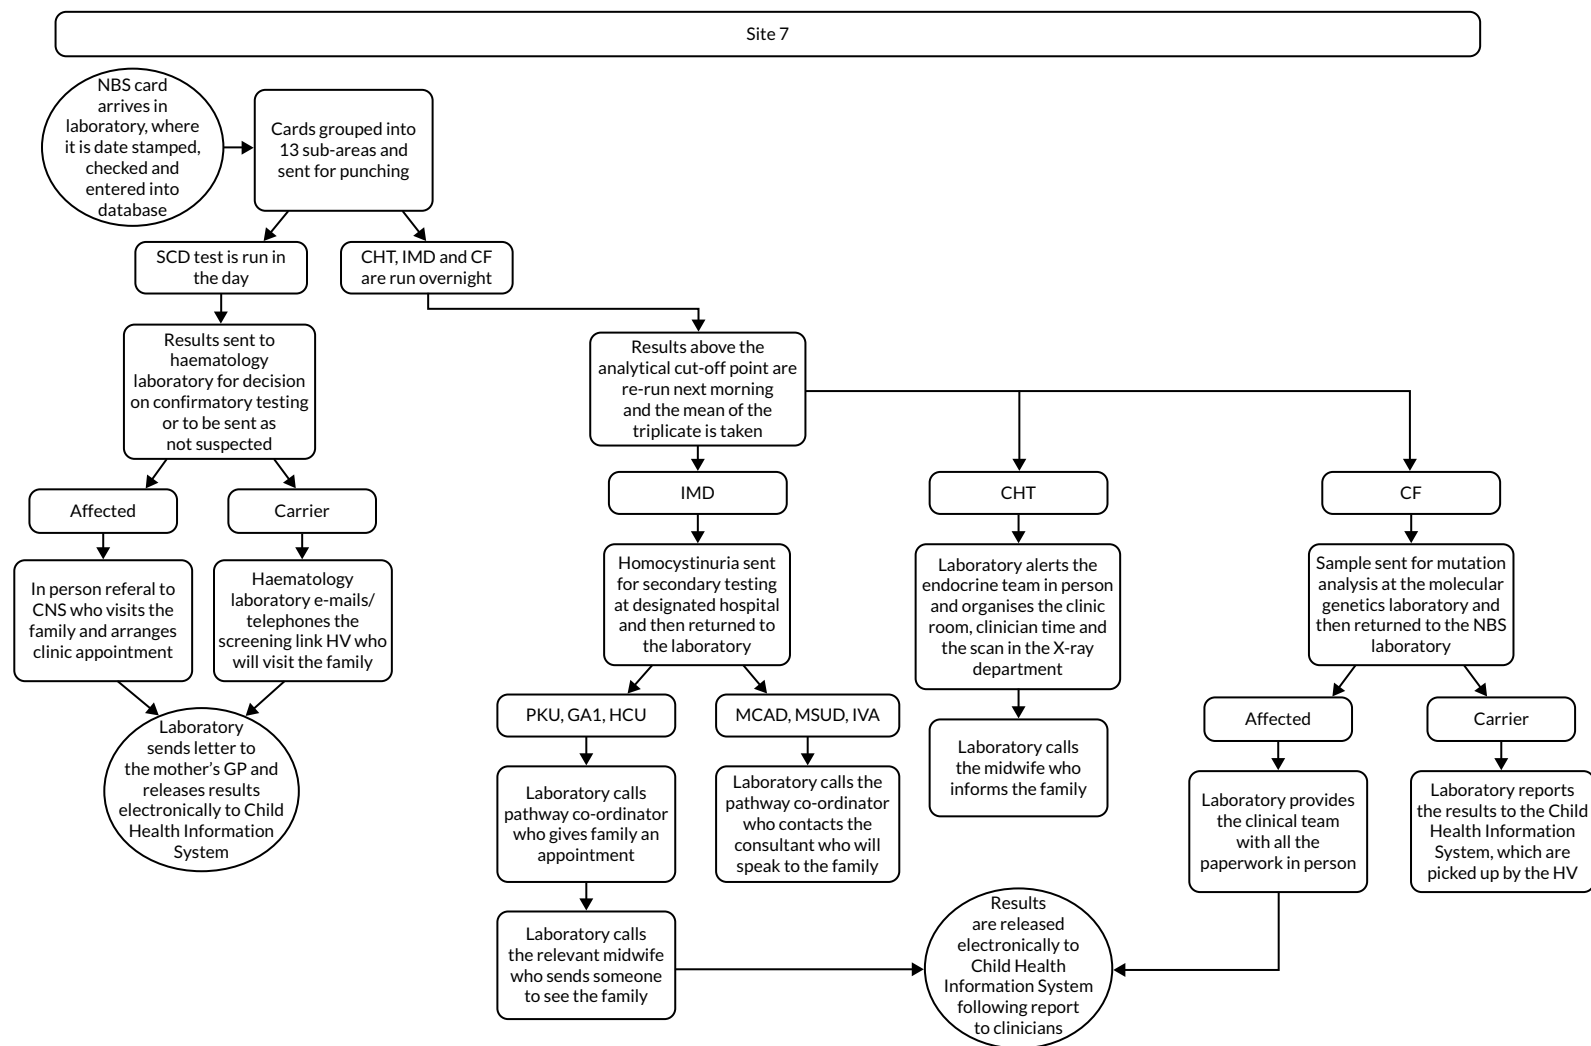 Site 7
NBS card
arrives in
laboratory, where
it is date stamped,
checked and
entered into
database
Cards grouped into
13 sub-areas and
sent for punching
SCD test is run in
the day
CHT, IMD and CF
are run overnight
Results sent to
haematology
laboratory for decision
on confirmatory testing
or to be sent as
not suspected
Affected
Carrier
In person referal to
CNS who visits the
family and arranges
clinic appointment
Haematology
laboratory e-mails/
telephones the
screening link HV who
will visit the family
Laboratory
sends letter to
the mother's GP and
releases results
electronically to Child
Health Information
System
Results above the
analytical cut-off point are
re-run next morning
and the mean of the
triplicate is taken
IMD
CHT
CF
Homocystinuria sent
for secondary testing
at designated hospital
and then returned to
the laboratory
Laboratory alerts the
endocrine team in person
and organises the clinic
room, clinician time and
the scan in the X-ray
department
Sample sent for mutation
analysis at the molecular
genetics laboratory and
then returned to the NBS
laboratory
PKU, GA1, HCU
MCAD, MSUD, IVA
Laboratory calls
the midwife who
informs the family
Affected
Carrier
Laboratory calls
pathway co-ordinator
who gives family an
appointment
Laboratory calls the
pathway co-ordinator
who contacts the
consultant who will
speak to the family
Laboratory provides
the clinical team
with all the
paperwork in person
Laboratory reports
the results to the Child
Health Information
System, which are
picked up by the HV
Laboratory calls
the relevant midwife
who sends someone
to see the family
Results
are released
electronically to
Child Health
Information System
following report
to clinicians